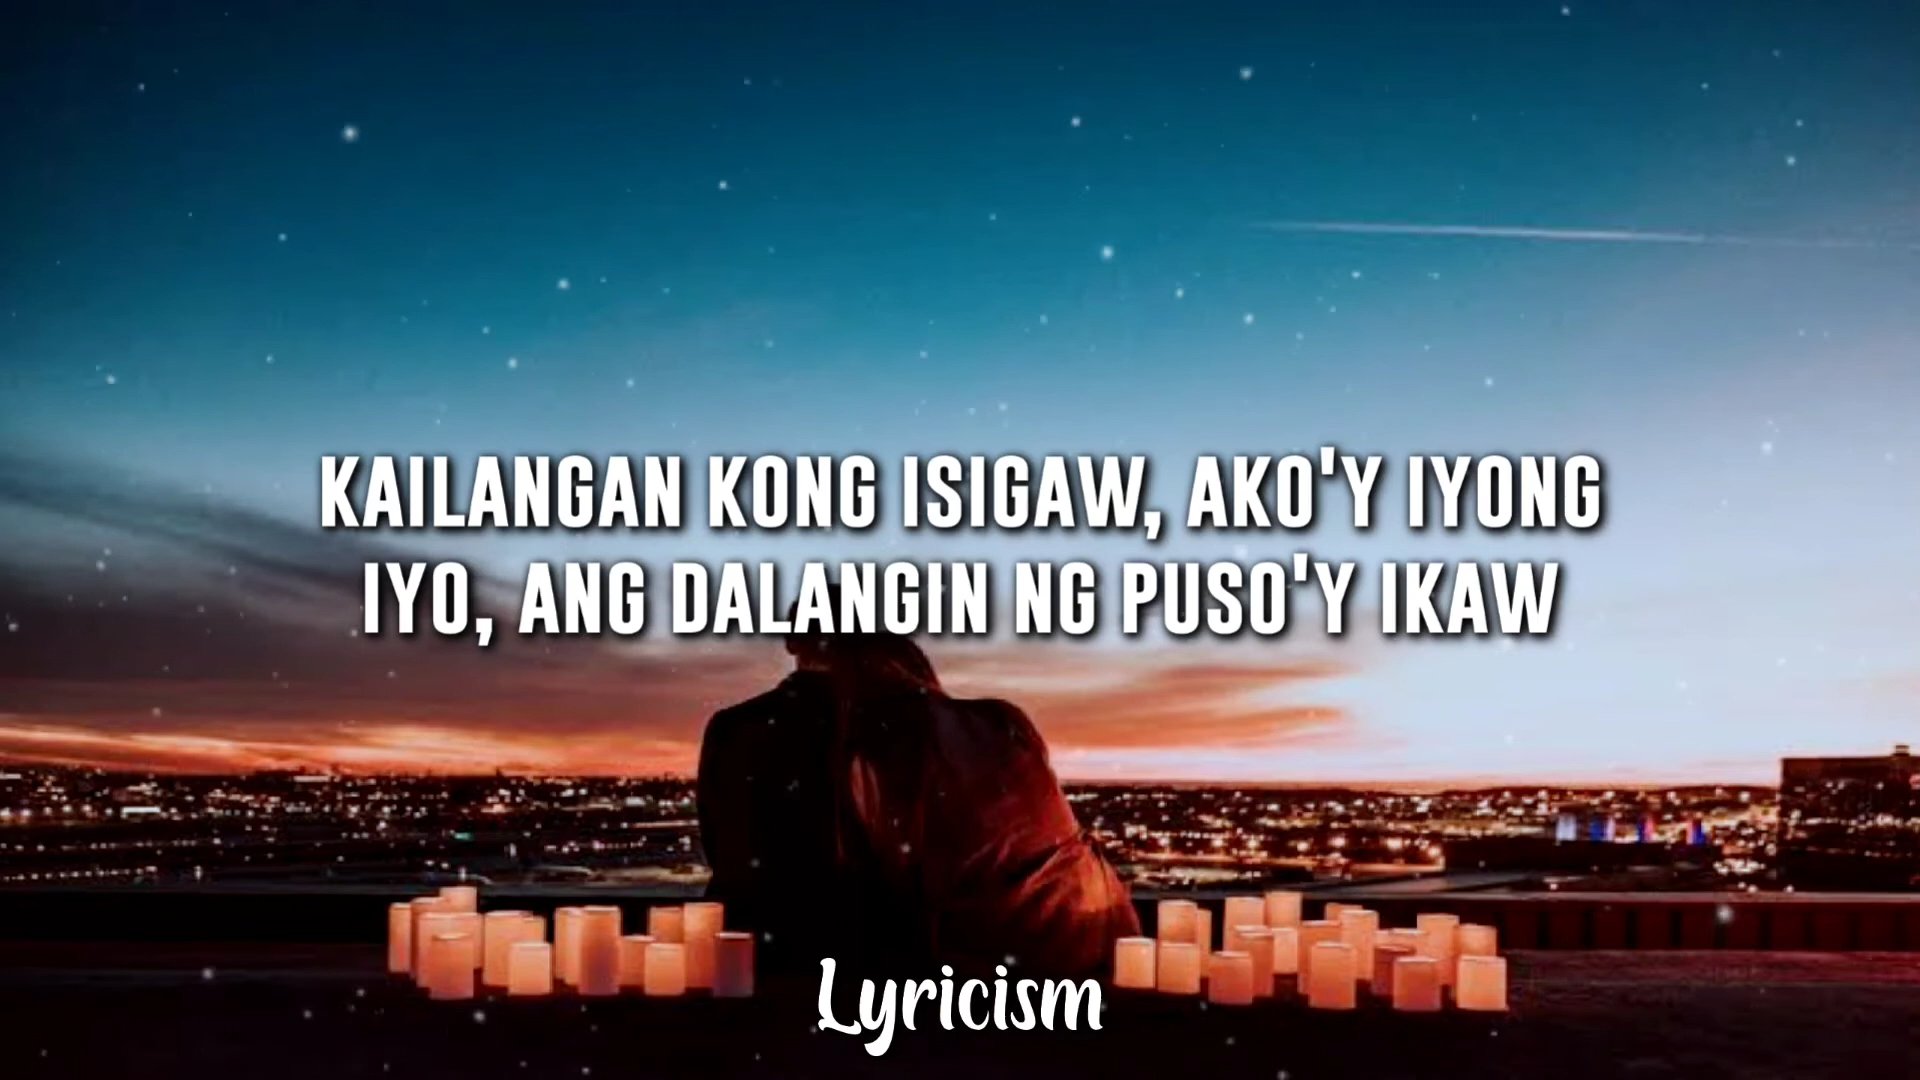 KAILANGAN KONG ISIGAW, AKO'Y IYONG
IYO, ANG DALANGIN NG PUSO'Y IKAW
Lyricism